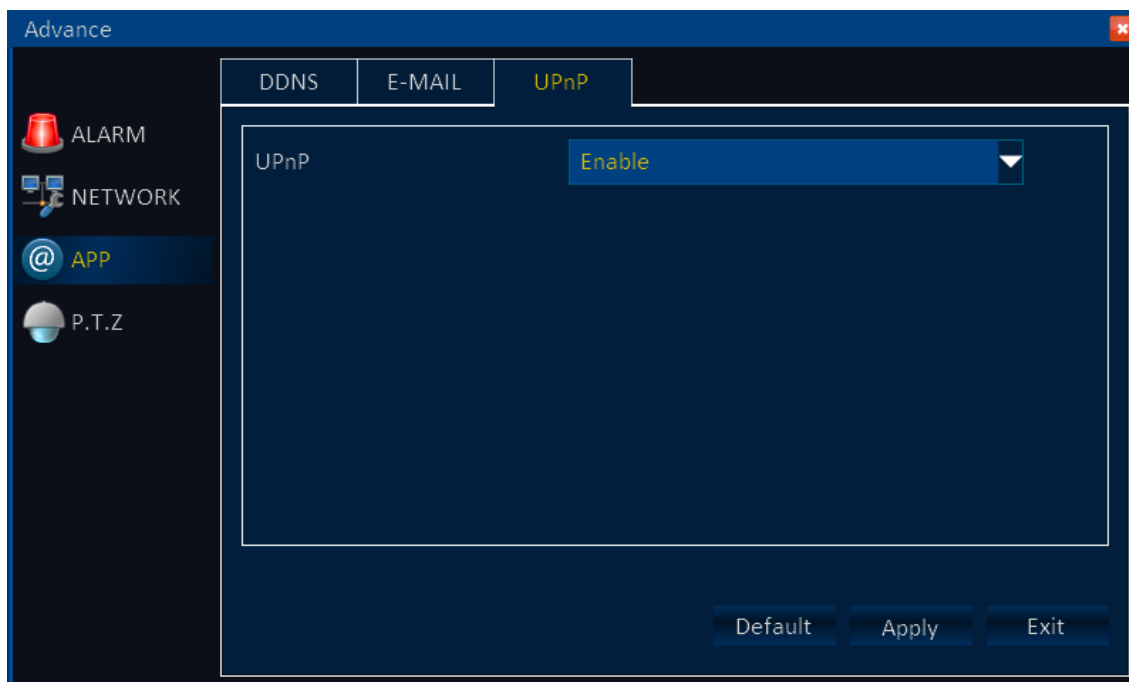 Advance
DDNS E-MAIL UPnP
ALARM
NETWORK
@ APP
P.T.Z
UPnP Enable
Default Apply Exit